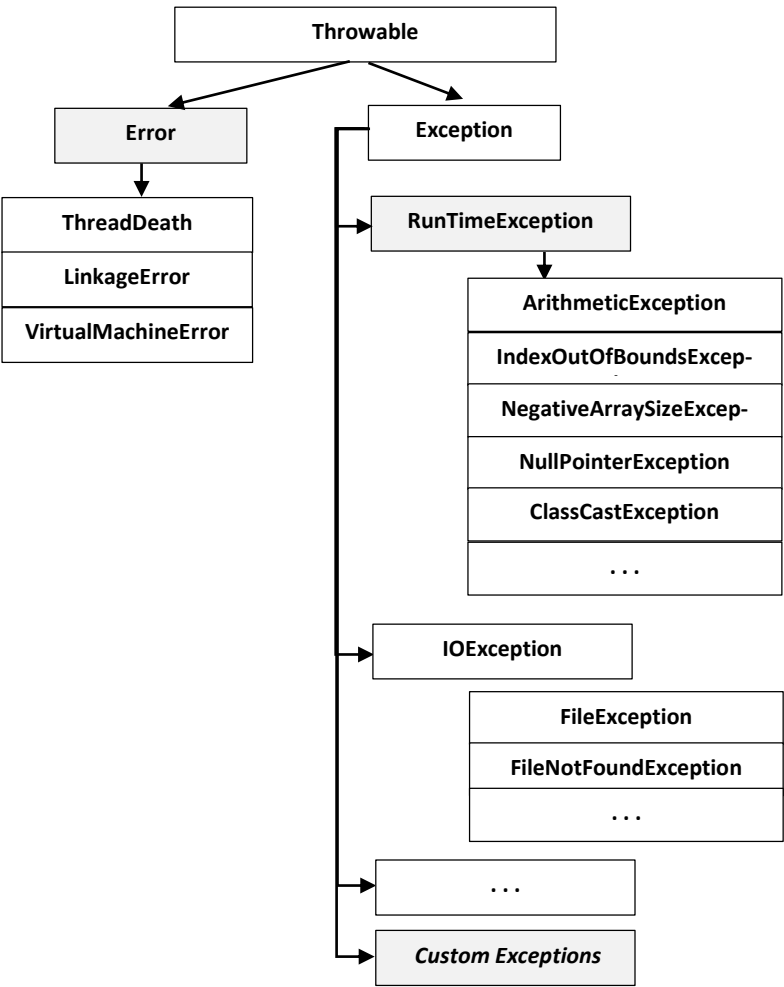 Throwable
Error
Exception
ThreadDeath
LinkageError
VirtualMachineError
RunTimeException
ArithmeticException
IndexOutOfBoundsExcep-
NegativeArraySizeExcep-
NullPointerException
ClassCastException
. . .
IOException
FileException
FileNotFoundException
. . .
. . .
Custom Exceptions